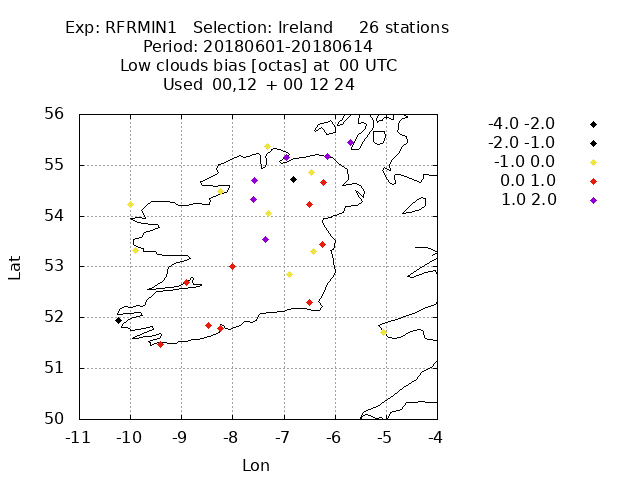 Exp: RFRMIN1 Selection: Ireland 26 stations
Period: 20180601-20180614
Low clouds bias [octas] at 00 UTC
Used 00,12 + 00 12 24
-4.0 -2.0
-2.0 -1.0
-1.0 0.0
0.0 1.0
1.0 2.0
Lat
56
55
54
53
52
51
50
-11 -10 -9 -8 -7 -6 -5 -4
Lon